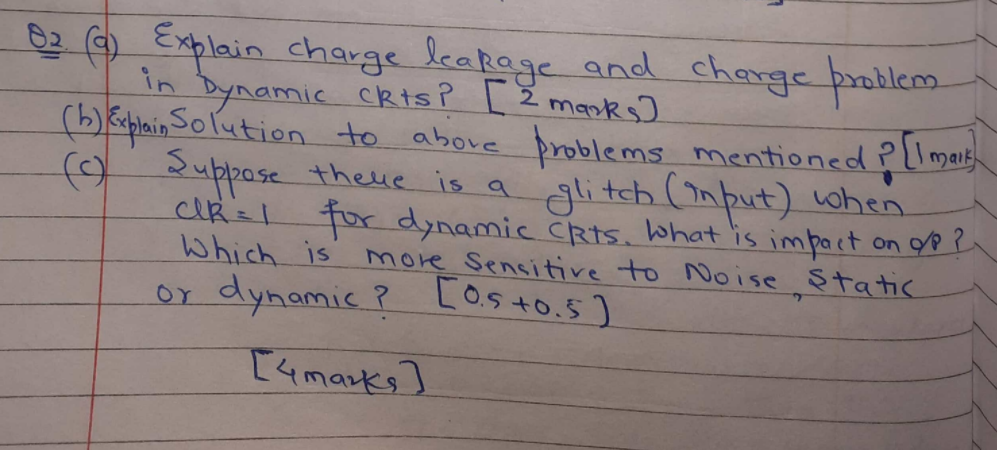 Q2. (a) Explain charge leakage and charge problem
in Dynamic CKts? [2 marks]
(b) Explain Solution to above problems mentioned? [1 mark]
(c) Suppose there is a glitch (input) when
clk = 1 for dynamic CKts. What is impact on o/p?
Which is more Sensitive to Noise, Static
or dynamic? [0.5+0.5]
[4 marks]